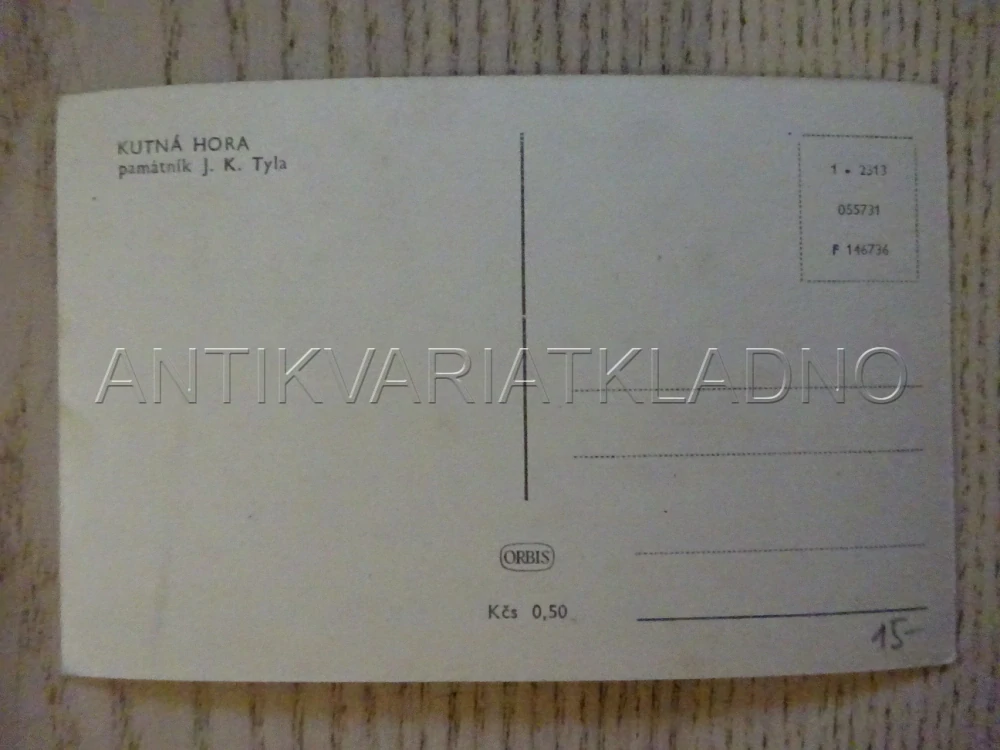 KUTNÁ HORA
památník J. K. Tyla
1 - 2313
055731
F 146736
ANTIKVARIATKLADNO
ORBIS
Kčs 0,50
15-